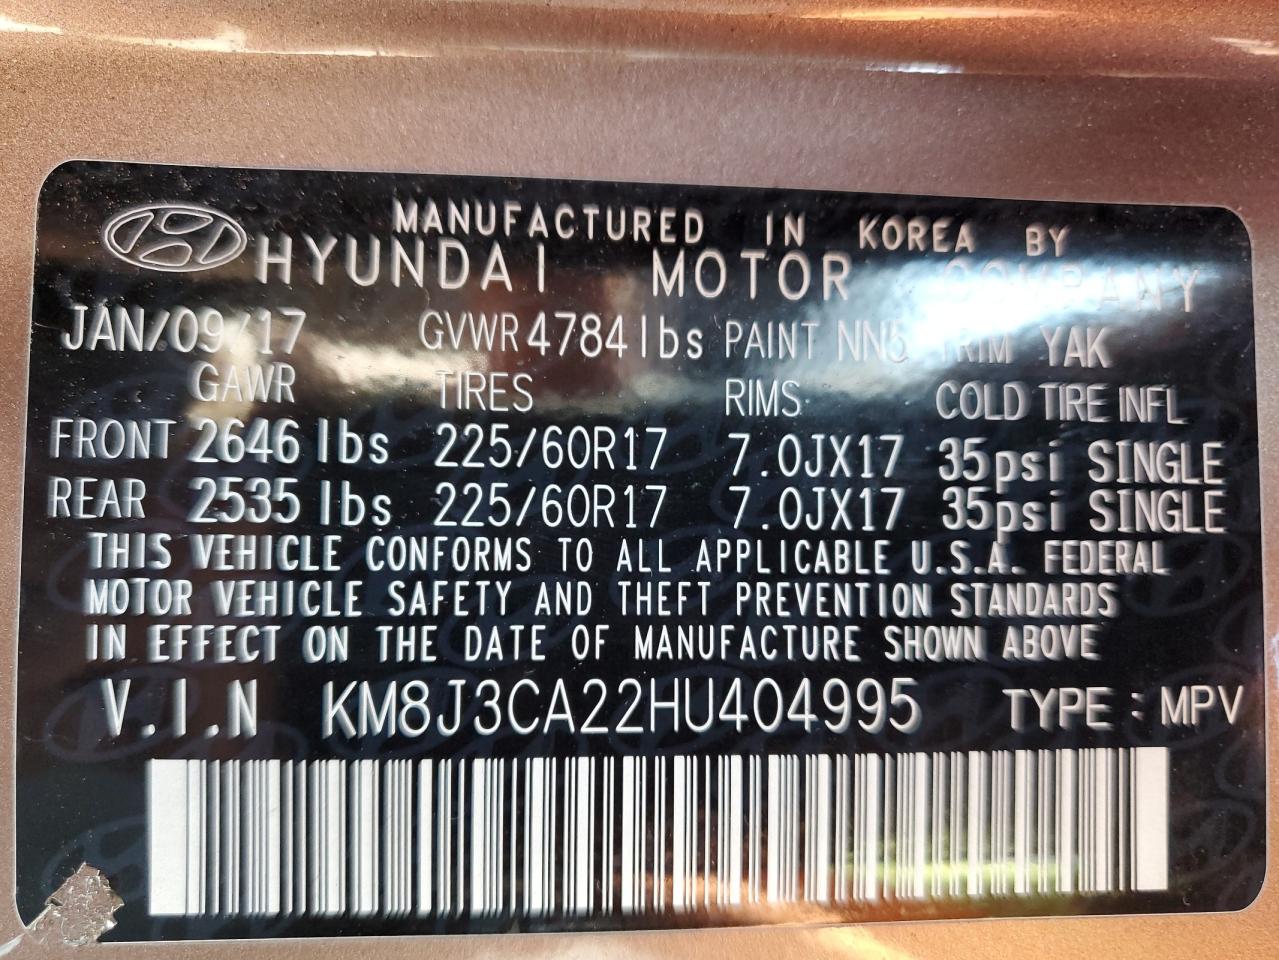 MANUFACTURED IN KOREA BY
HYUNDAI MOTOR COMPANY
JAN/09/17 GVWR 4784 lbs PAINT NN5 TRIM YAK
GAWR TIRES RIMS COLD TIRE INFL
FRONT 2646 lbs 225/60R17 7.0JX17 35psi SINGLE
REAR 2535 lbs 225/60R17 7.0JX17 35psi SINGLE
THIS VEHICLE CONFORMS TO ALL APPLICABLE U.S.A. FEDERAL
MOTOR VEHICLE SAFETY AND THEFT PREVENTION STANDARDS
IN EFFECT ON THE DATE OF MANUFACTURE SHOWN ABOVE
V.I.N KM8J3CA22HU404995 TYPE : MPV